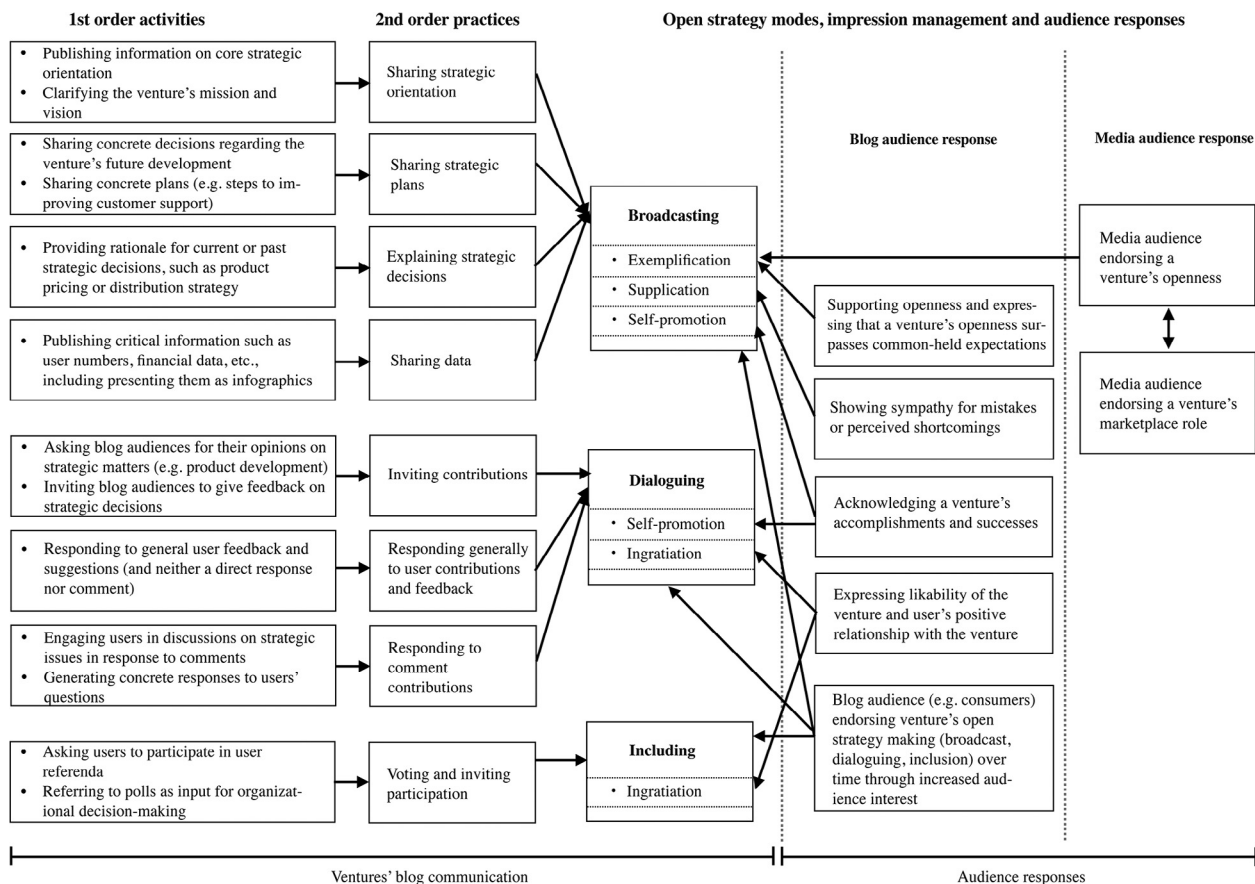 1st order activities
2nd order practices
Open strategy modes, impression management and audience responses
• Publishing information on core strategic
orientation
• Clarifying the venture’s mission and
vision
Sharing strategic
orientation
• Sharing concrete decisions regarding the
venture’s future development
• Sharing concrete plans (e.g. steps to im-
proving customer support)
Sharing strategic
plans
• Providing rationale for current or past
strategic decisions, such as product
pricing or distribution strategy
Explaining strategic
decisions
• Publishing critical information such as
user numbers, financial data, etc.,
including presenting them as infographics
Sharing data
• Asking blog audiences for their opinions on
strategic matters (e.g. product development)
• Inviting blog audiences to give feedback on
strategic decisions
Inviting contributions
• Responding to general user feedback and
suggestions (and neither a direct response
nor comment)
Responding generally
to user contributions
and feedback
• Engaging users in discussions on strategic
issues in response to comments
• Generating concrete responses to users’
questions
Responding to
comment
contributions
• Asking users to participate in user
referenda
• Referring to polls as input for organizat-
ional decision-making
Voting and inviting
participation
Broadcasting
• Exemplification
• Supplication
• Self-promotion
Dialoguing
• Self-promotion
• Ingratiation
Including
• Ingratiation
Blog audience response
Supporting openness and expres-
sing that a venture’s openness sur-
passes common-held expectations
Showing sympathy for mistakes
or perceived shortcomings
Acknowledging a venture’s
accomplishments and successes
Expressing likability of the
venture and user’s positive
relationship with the venture
Blog audience (e.g. consumers)
endorsing venture’s open
strategy making (broadcast,
dialoguing, inclusion) over
time through increased aud-
ience interest
Media audience response
Media audience
endorsing a
venture’s openness
Media audience
endorsing a venture’s
marketplace role
Ventures’ blog communication
Audience responses